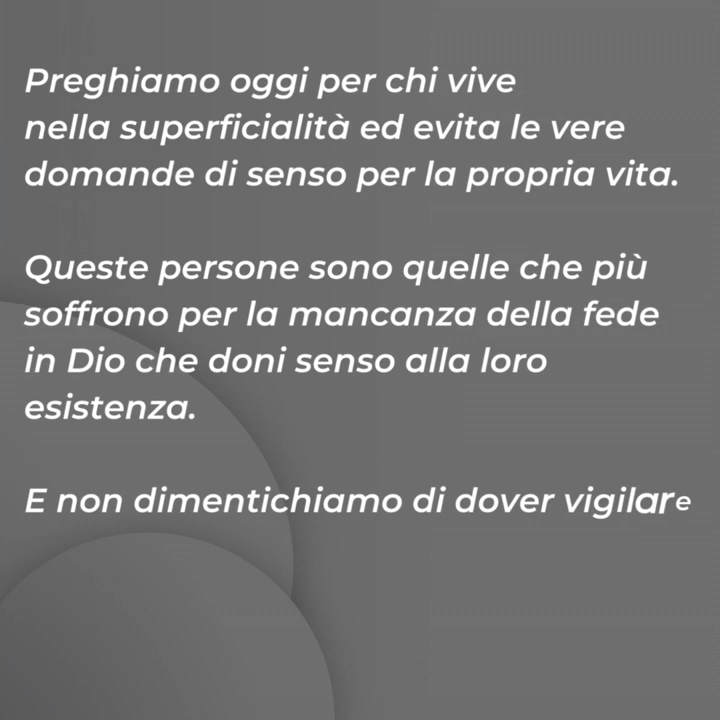 Preghiamo oggi per chi vive
nella superficialità ed evita le vere
domande di senso per la propria vita.
Queste persone sono quelle che più
soffrono per la mancanza della fede
in Dio che doni senso alla loro
esistenza.
E non dimentichiamo di dover vigilare